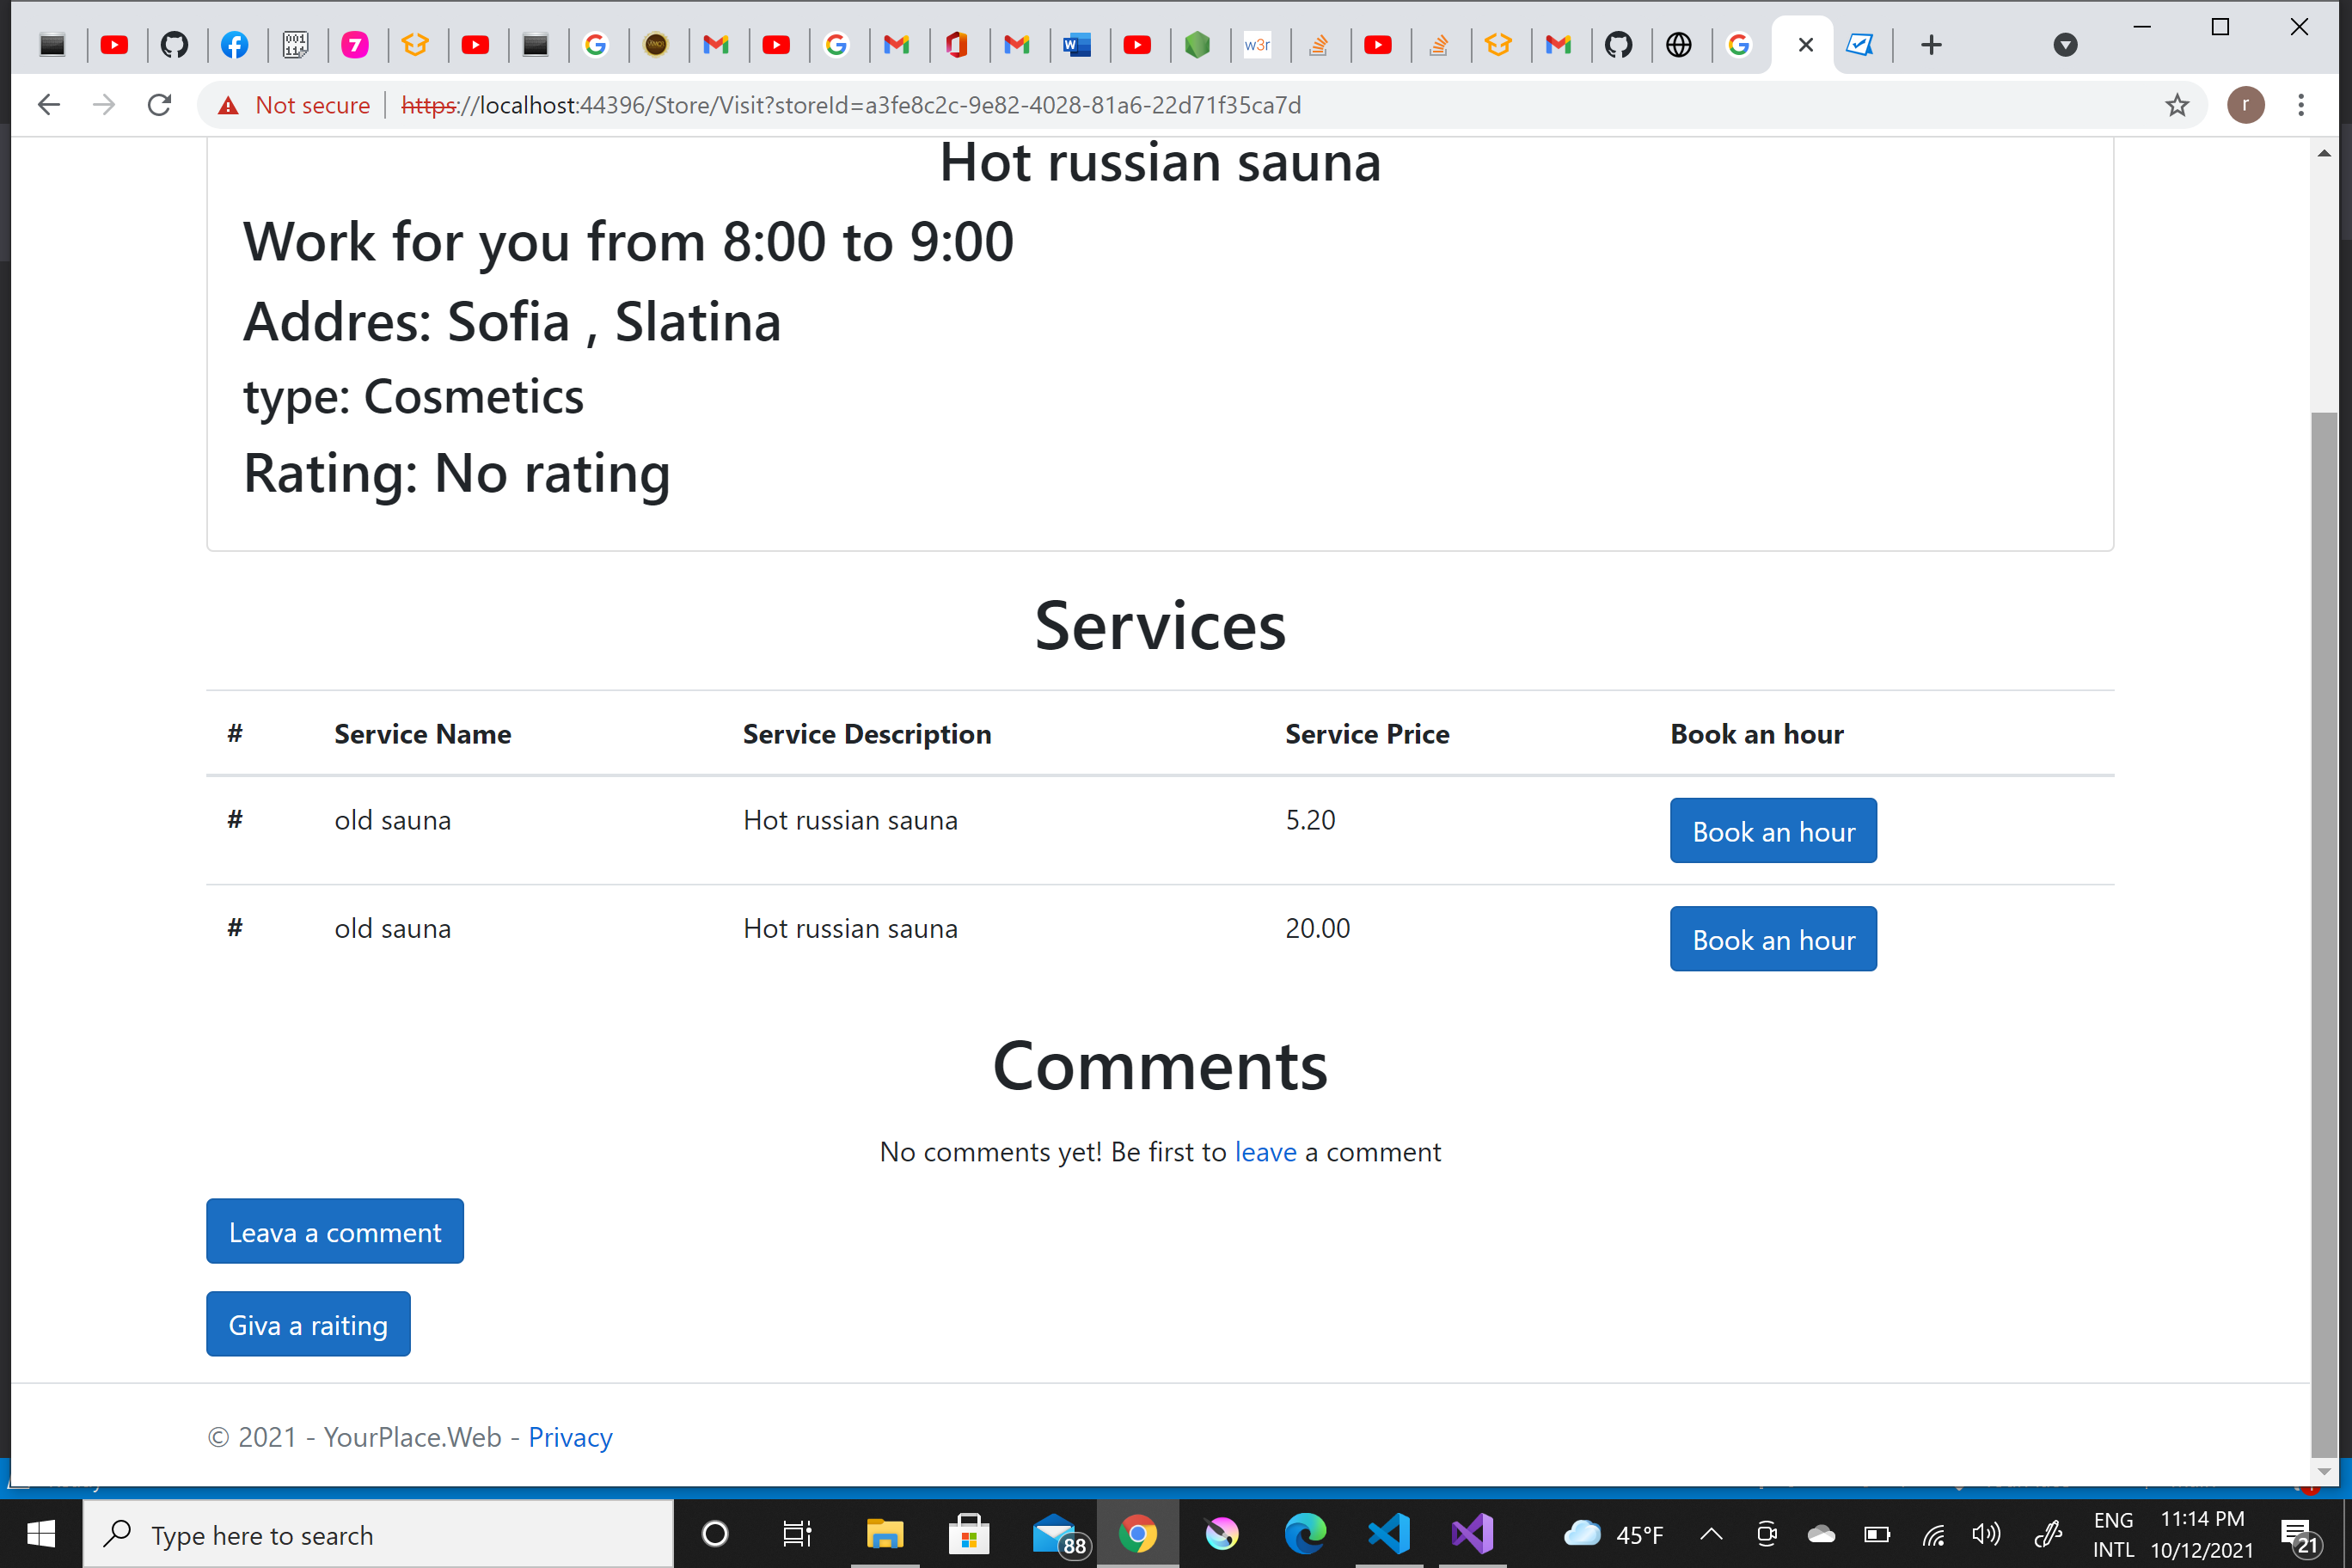 001
7
w3r
Not secure
https://localhost:44396/Store/Visit?storeId=a3fe8c2c-9e82-4028-81a6-22d71f35ca7d
r
Hot russian sauna
Work for you from 8:00 to 9:00
Addres: Sofia , Slatina
type: Cosmetics
Rating: No rating
Services
# Service Name Service Description Service Price Book an hour
# old sauna Hot russian sauna 5.20 Book an hour
# old sauna Hot russian sauna 20.00 Book an hour
Comments
No comments yet! Be first to leave a comment
Leava a comment
Giva a raiting
© 2021 - YourPlace.Web - Privacy
Type here to search
88
45°F
ENG
INTL
11:14 PM
10/12/2021
21